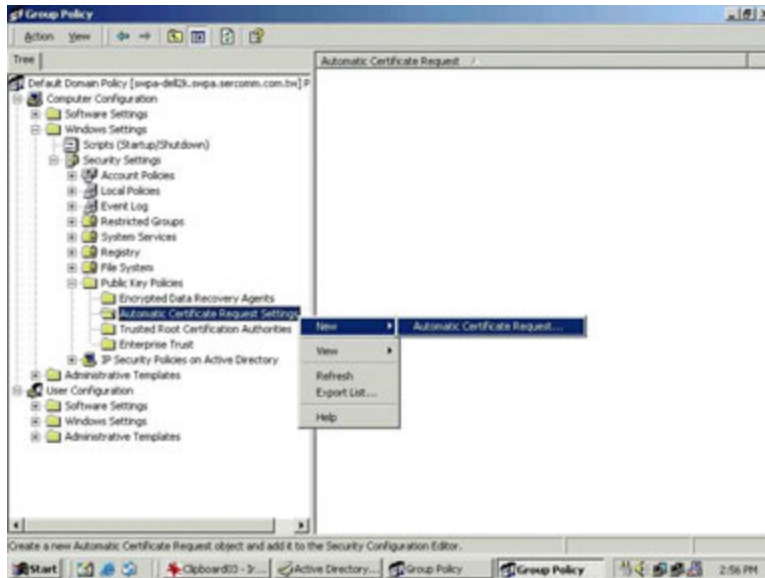 Group Policy
Action View
Tree
Automatic Certificate Request
Default Domain Policy [swpa-dell2k.swpa.sercomm.com.tw] P
Computer Configuration
Software Settings
Windows Settings
Scripts (Startup/Shutdown)
Security Settings
Account Policies
Local Policies
Event Log
Restricted Groups
System Services
Registry
File System
Public Key Policies
Encrypted Data Recovery Agents
Automatic Certificate Request Settings
Trusted Root Certification Authorities
Enterprise Trust
IP Security Policies on Active Directory
Administrative Templates
User Configuration
Software Settings
Windows Settings
Administrative Templates
New
Automatic Certificate Request...
View
Refresh
Export List...
Help
Create a new Automatic Certificate Request object and add it to the Security Configuration Editor.
Start
Clipboard03 - Ir...
Active Directory...
Group Policy
Group Policy
2:56 PM